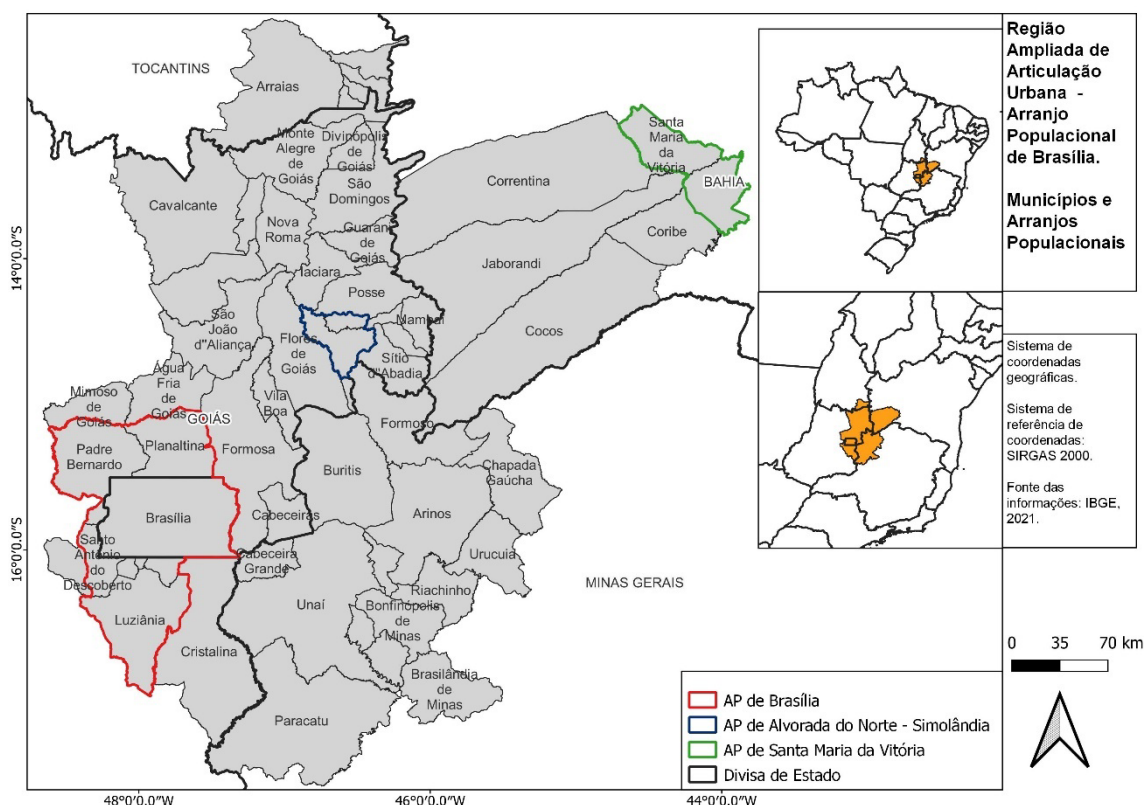 TOCANTINS
Arraias
Monte
Alegre
de
Goiás
Divinópolis
de
Goiás
São
Domingos
Cavalcante
Nova
Roma
Guarani
de
Goiás
Iaciara
Posse
Mambaí
São
João
d"Aliança
Flores
de
Goiás
Sítio
d"Abadia
Água
Fria
de
Goiás
Mimoso
de
Goiás
GOIÁS
Vila
Boa
Formoso
Padre
Bernardo
Planaltina
Formosa
Buritis
Chapada
Gaúcha
Brasília
Cabeceiras
Arinos
Santo
Antônio
do
Descoberto
Cabeceira
Grande
Urucuia
Riachinho
Unaí
Bonfinópolis
de
Minas
Luziânia
Cristalina
Brasilândia
de
Minas
Paracatu
Santa
Maria
da
Vitória
BAHIA
Correntina
Coribe
Jaborandi
Cocos
MINAS GERAIS
14°0'0.0"S
16°0'0.0"S
48°0'0.0"W
46°0'0.0"W
44°0'0.0"W
AP de Brasília
AP de Alvorada do Norte - Simolândia
AP de Santa Maria da Vitória
Divisa de Estado
Região
Ampliada de
Articulação
Urbana -
Arranjo
Populacional
de Brasília.
Municípios e
Arranjos
Populacionais
Sistema de
coordenadas
geográficas.
Sistema de
referência de
coordenadas:
SIRGAS 2000.
Fonte das
informações: IBGE,
2021.
0 35 70 km